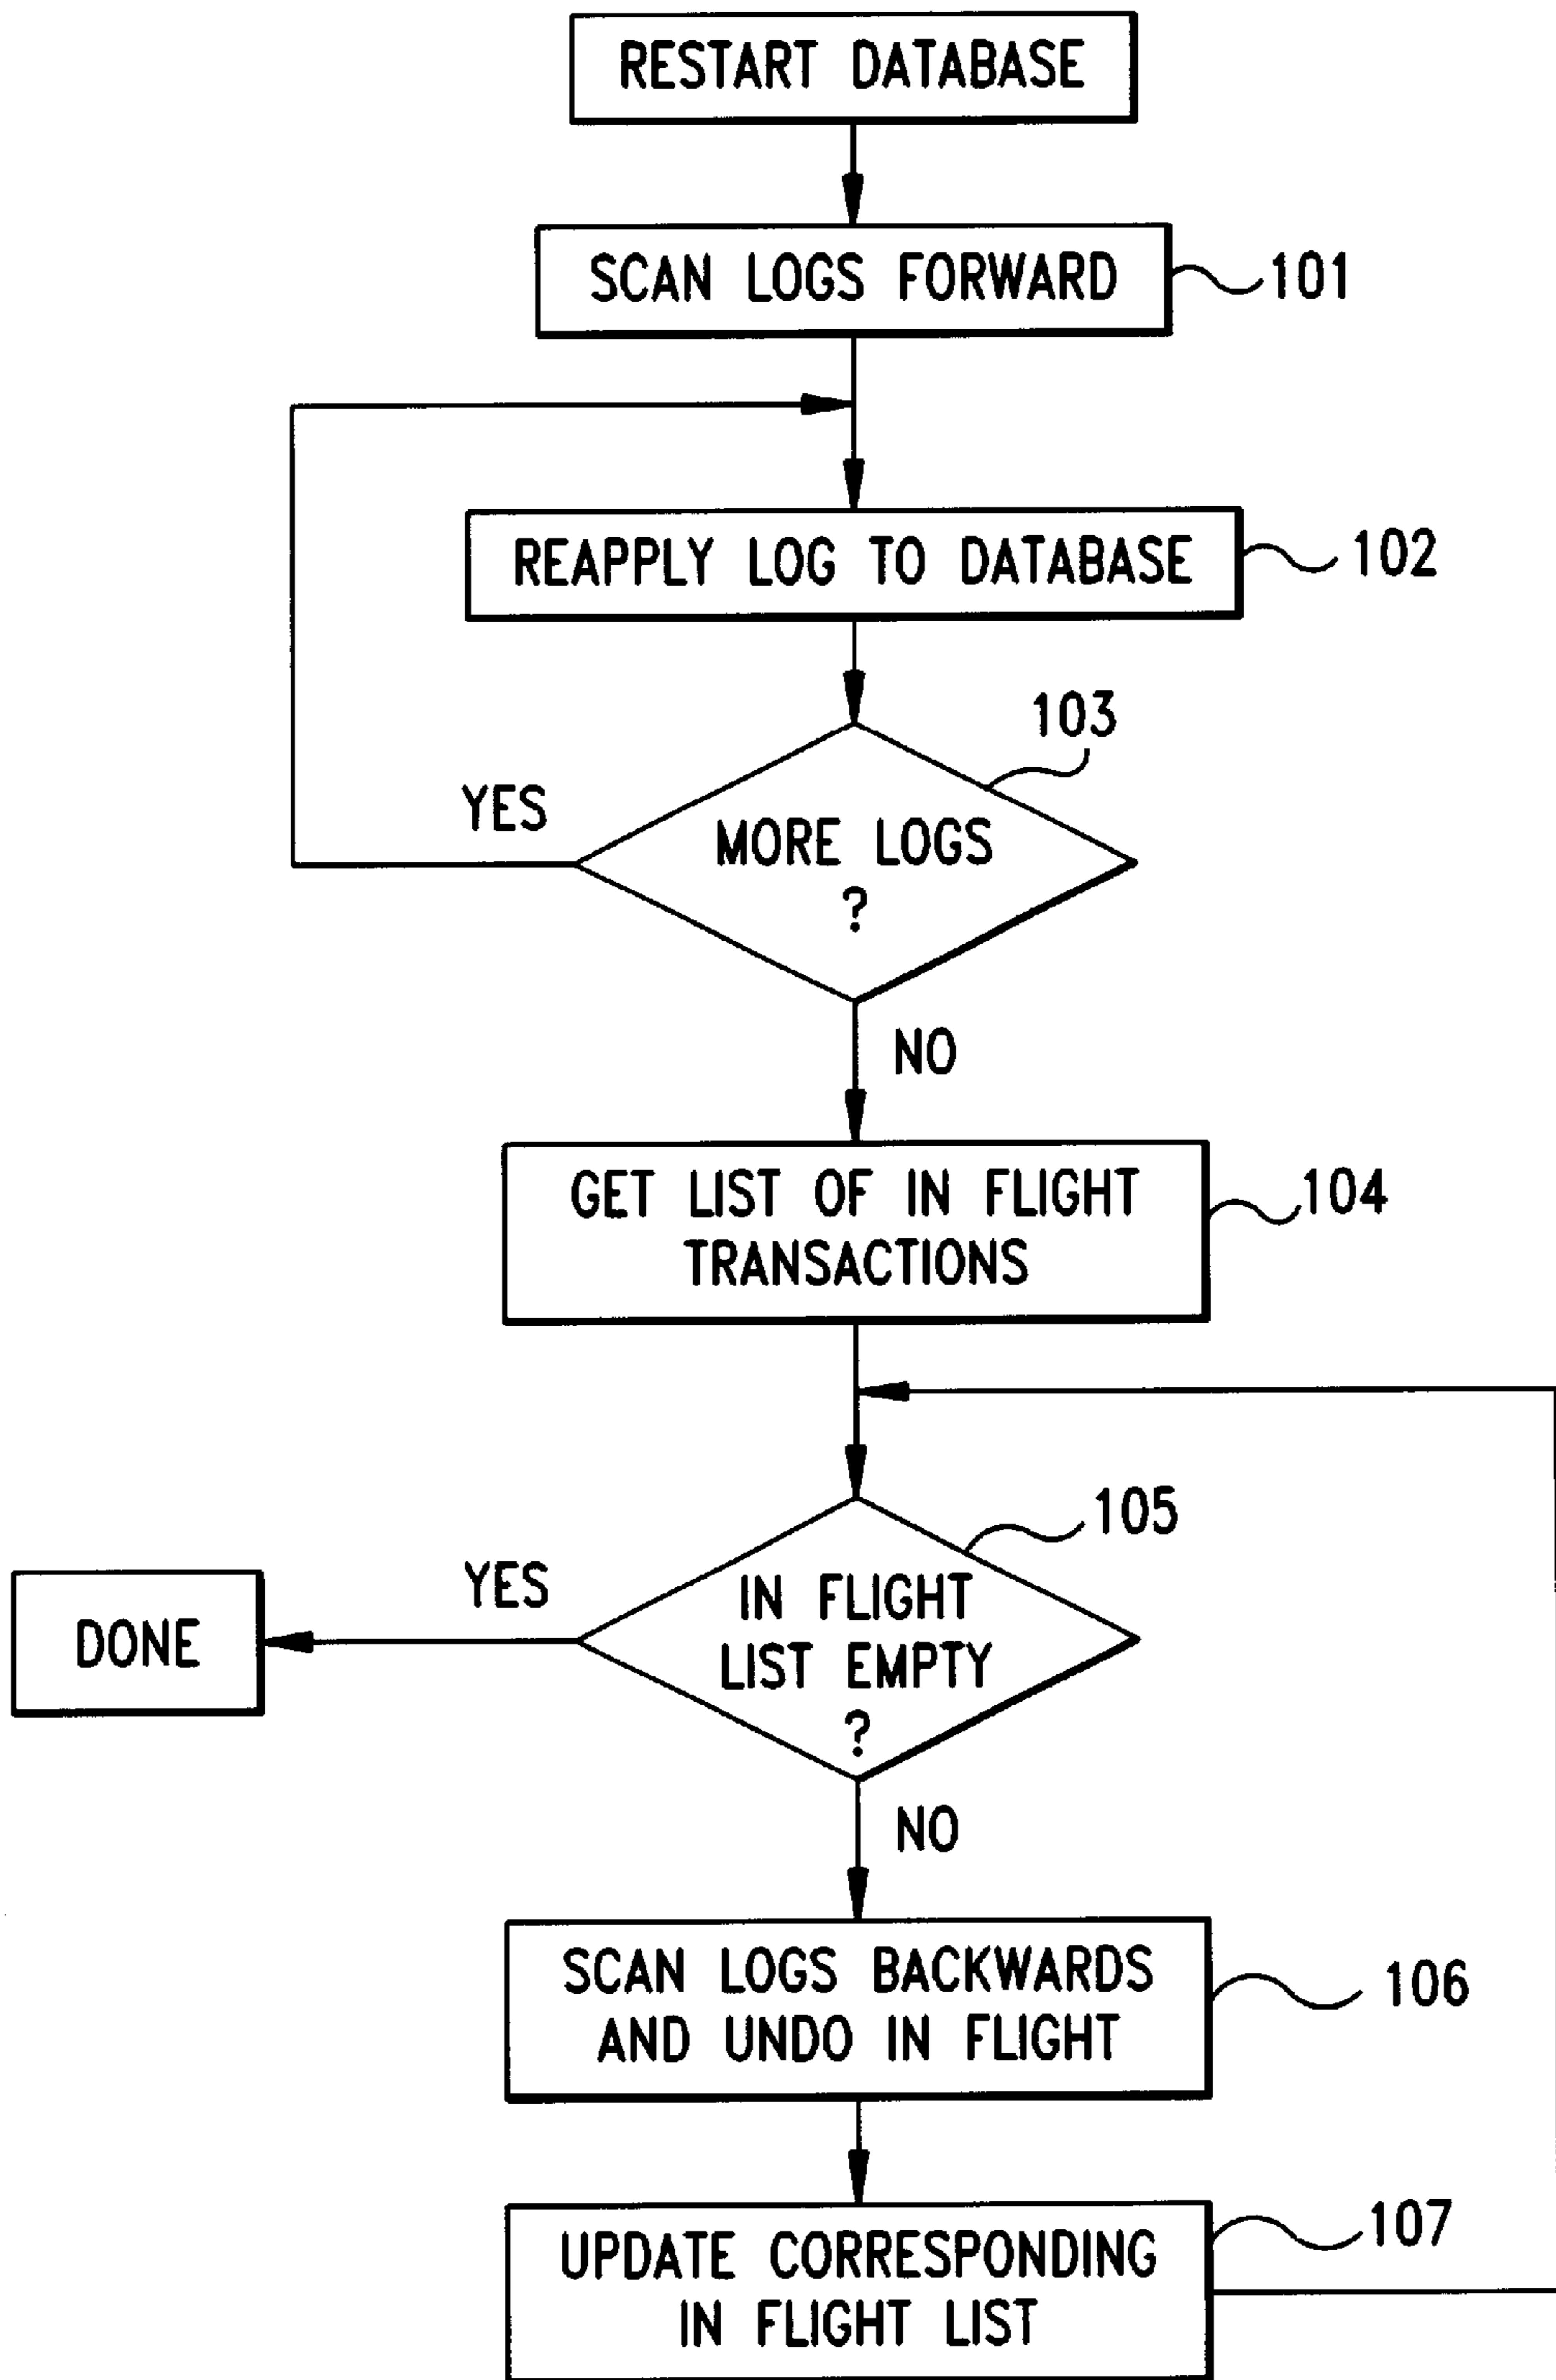 RESTART DATABASE
SCAN LOGS FORWARD
101
REAPPLY LOG TO DATABASE
102
103
YES
MORE LOGS
?
NO
GET LIST OF IN FLIGHT
TRANSACTIONS
104
105
YES
IN FLIGHT
LIST EMPTY
?
DONE
NO
SCAN LOGS BACKWARDS
AND UNDO IN FLIGHT
106
UPDATE CORRESPONDING
IN FLIGHT LIST
107